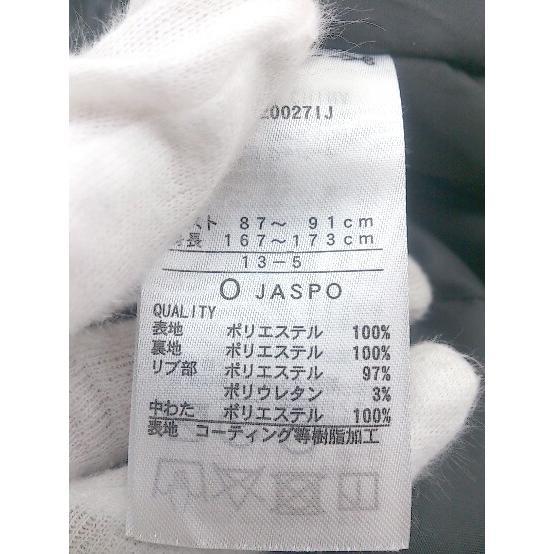 200271J
スト 87～ 91cm
長 167～173cm
13-5
O JASPO
QUALITY
表地 ポリエステル 100%
裏地 ポリエステル 100%
リブ部 ポリエステル 97%
ポリウレタン 3%
中わた ポリエステル 100%
表地 コーティング等樹脂加工